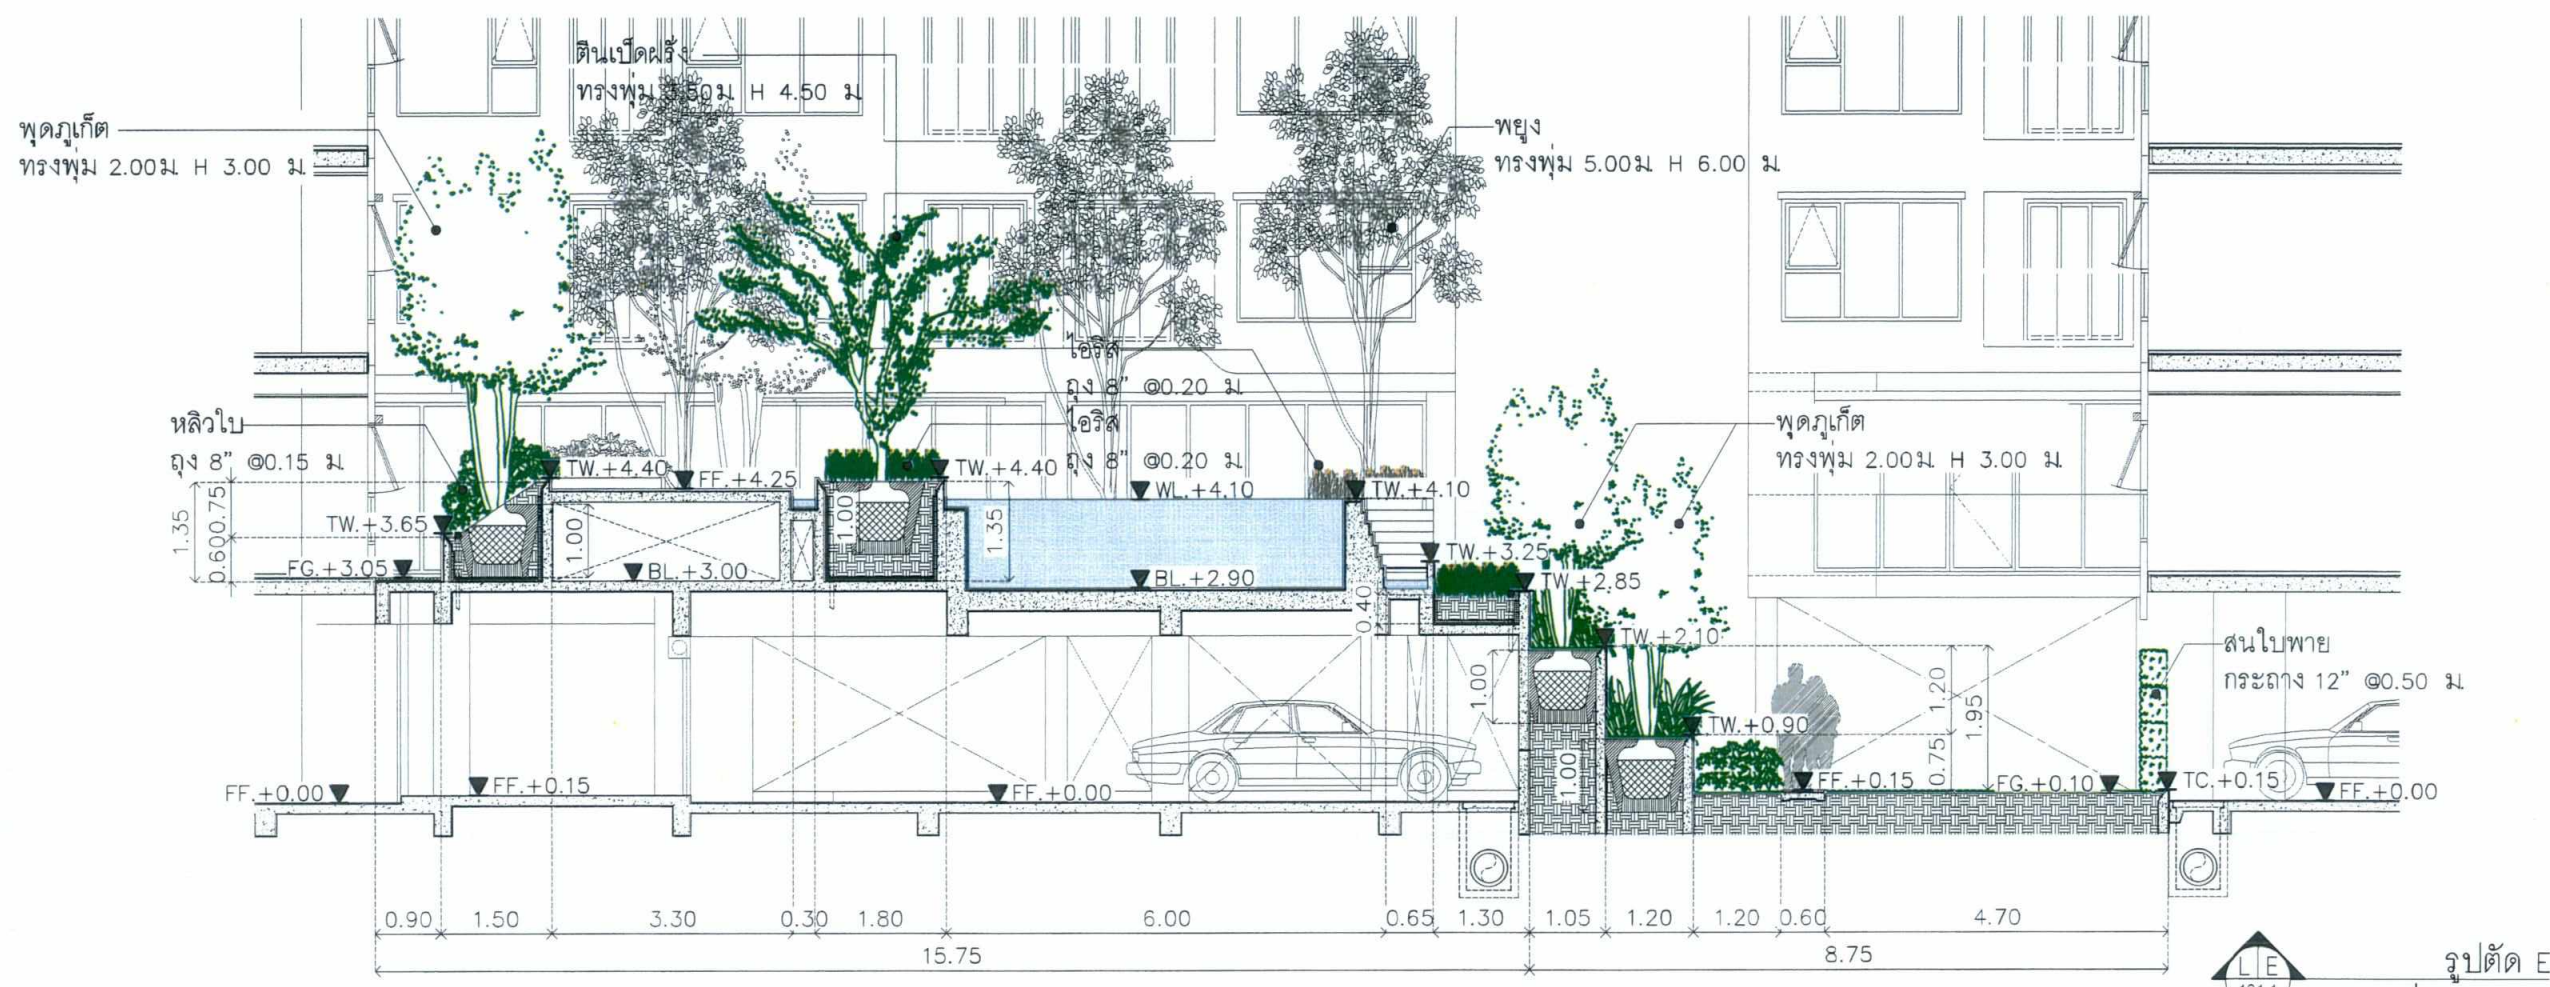 ตีนเป็ดฝรั่ง
ทรงพุ่ม 3.50ม. H 4.50 ม.
พุดภูเก็ต
ทรงพุ่ม 2.00ม. H 3.00 ม.
พยูง
ทรงพุ่ม 5.00ม. H 6.00 ม.
ไอริส
ถุง 8" @0.20 ม.
ไอริส
ถุง 8" @0.20 ม.
หลิวใบ
ถุง 8" @0.15 ม.
พุดภูเก็ต
ทรงพุ่ม 2.00ม. H 3.00 ม.
TW.+4.40
FF.+4.25
TW.+4.40
WL.+4.10
TW.+4.10
1.35
0.75
0.60
TW.+3.65
1.00
1.00
1.35
FG.+3.05
BL.+3.00
BL.+2.90
TW.+3.25
TW.+2.85
0.40
TW.+2.10
1.00
1.20
1.95
สนใบพาย
กระถาง 12" @0.50 ม.
TW.+0.90
1.00
0.75
FF.+0.00
FF.+0.15
FF.+0.00
FF.+0.15
FG.+0.10
TC.+0.15
FF.+0.00
0.90 1.50 3.30 0.30 1.80 6.00 0.65 1.30 1.05 1.20 1.20 0.60 4.70
15.75 8.75
L E
รูปตัด E